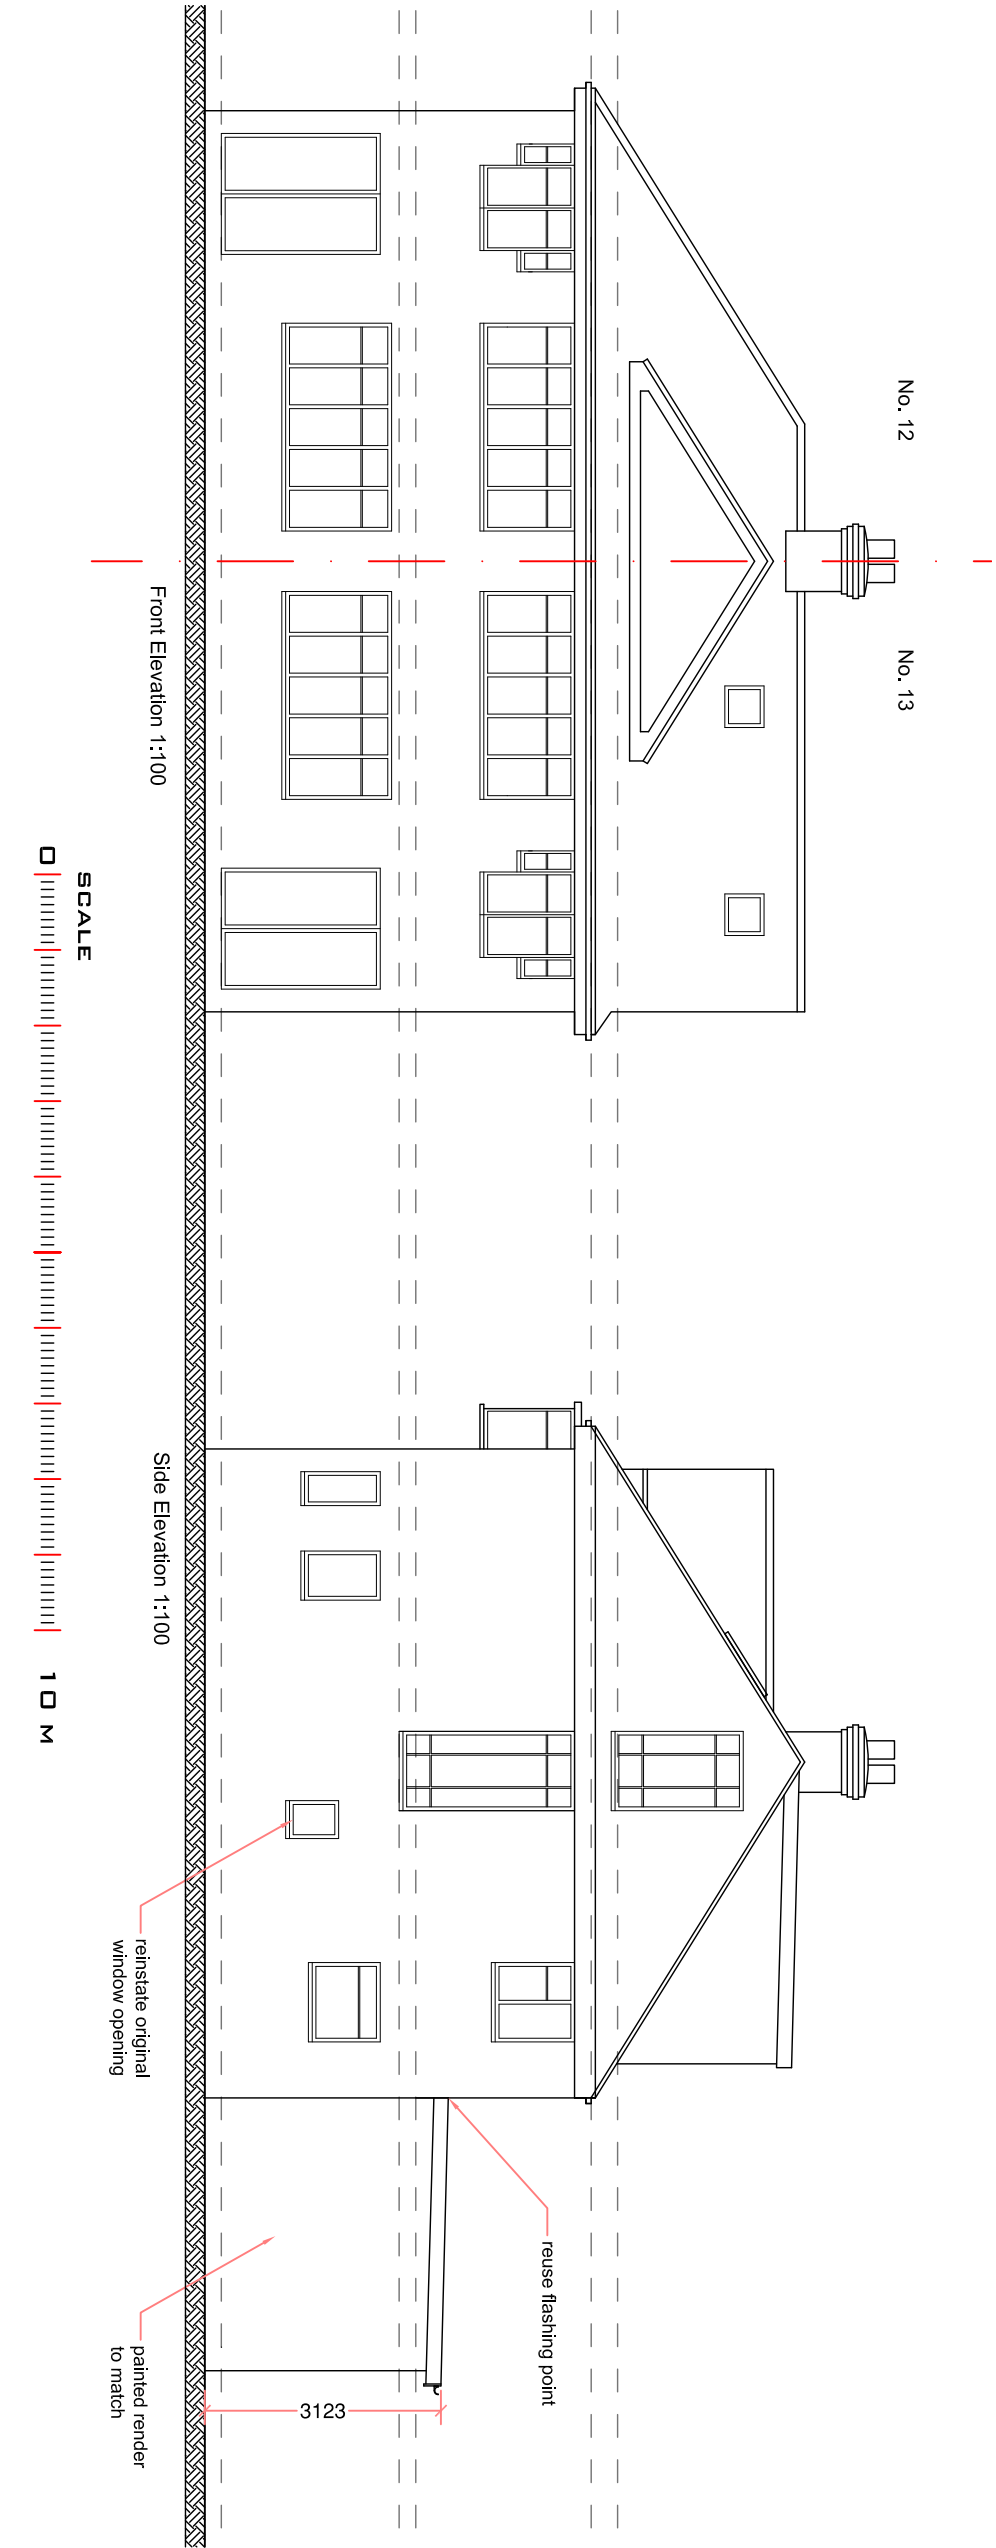 No. 12
No. 13
reuse flashing point
3123
Front Elevation 1:100
Side Elevation 1:100
reinstate original
window opening
painted render
to match
SCALE
0
10 M